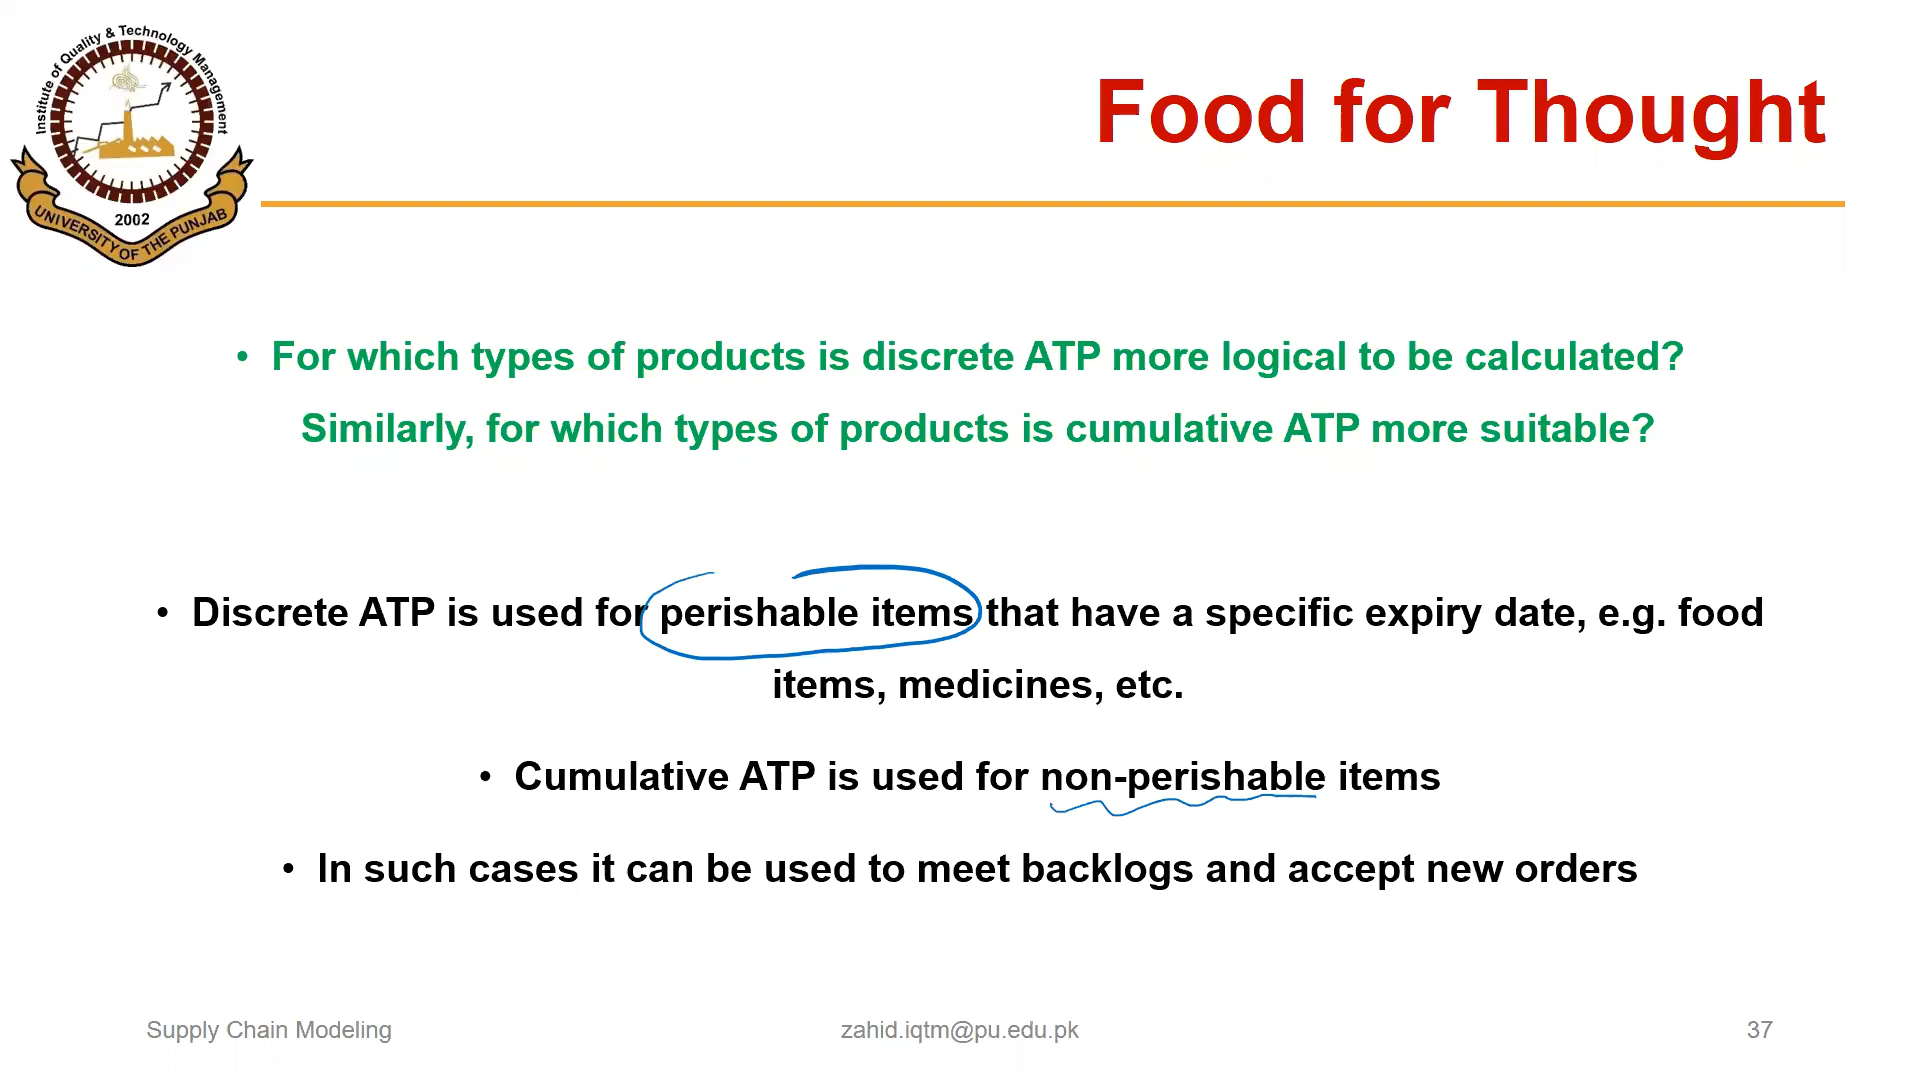 Institute of Quality & Technology Management
2002
UNIVERSITY OF THE PUNJAB
Food for Thought
• For which types of products is discrete ATP more logical to be calculated?
Similarly, for which types of products is cumulative ATP more suitable?
• Discrete ATP is used for perishable items that have a specific expiry date, e.g. food
items, medicines, etc.
• Cumulative ATP is used for non-perishable items
• In such cases it can be used to meet backlogs and accept new orders
Supply Chain Modeling
zahid.iqtm@pu.edu.pk
37